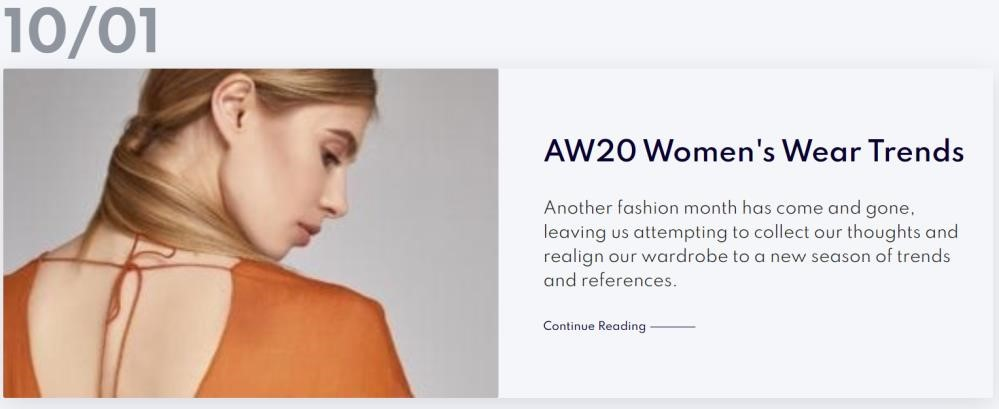 10/01
AW20 Women's Wear Trends
Another fashion month has come and gone,
leaving us attempting to collect our thoughts and
realign our wardrobe to a new season of trends
and references.
Continue Reading